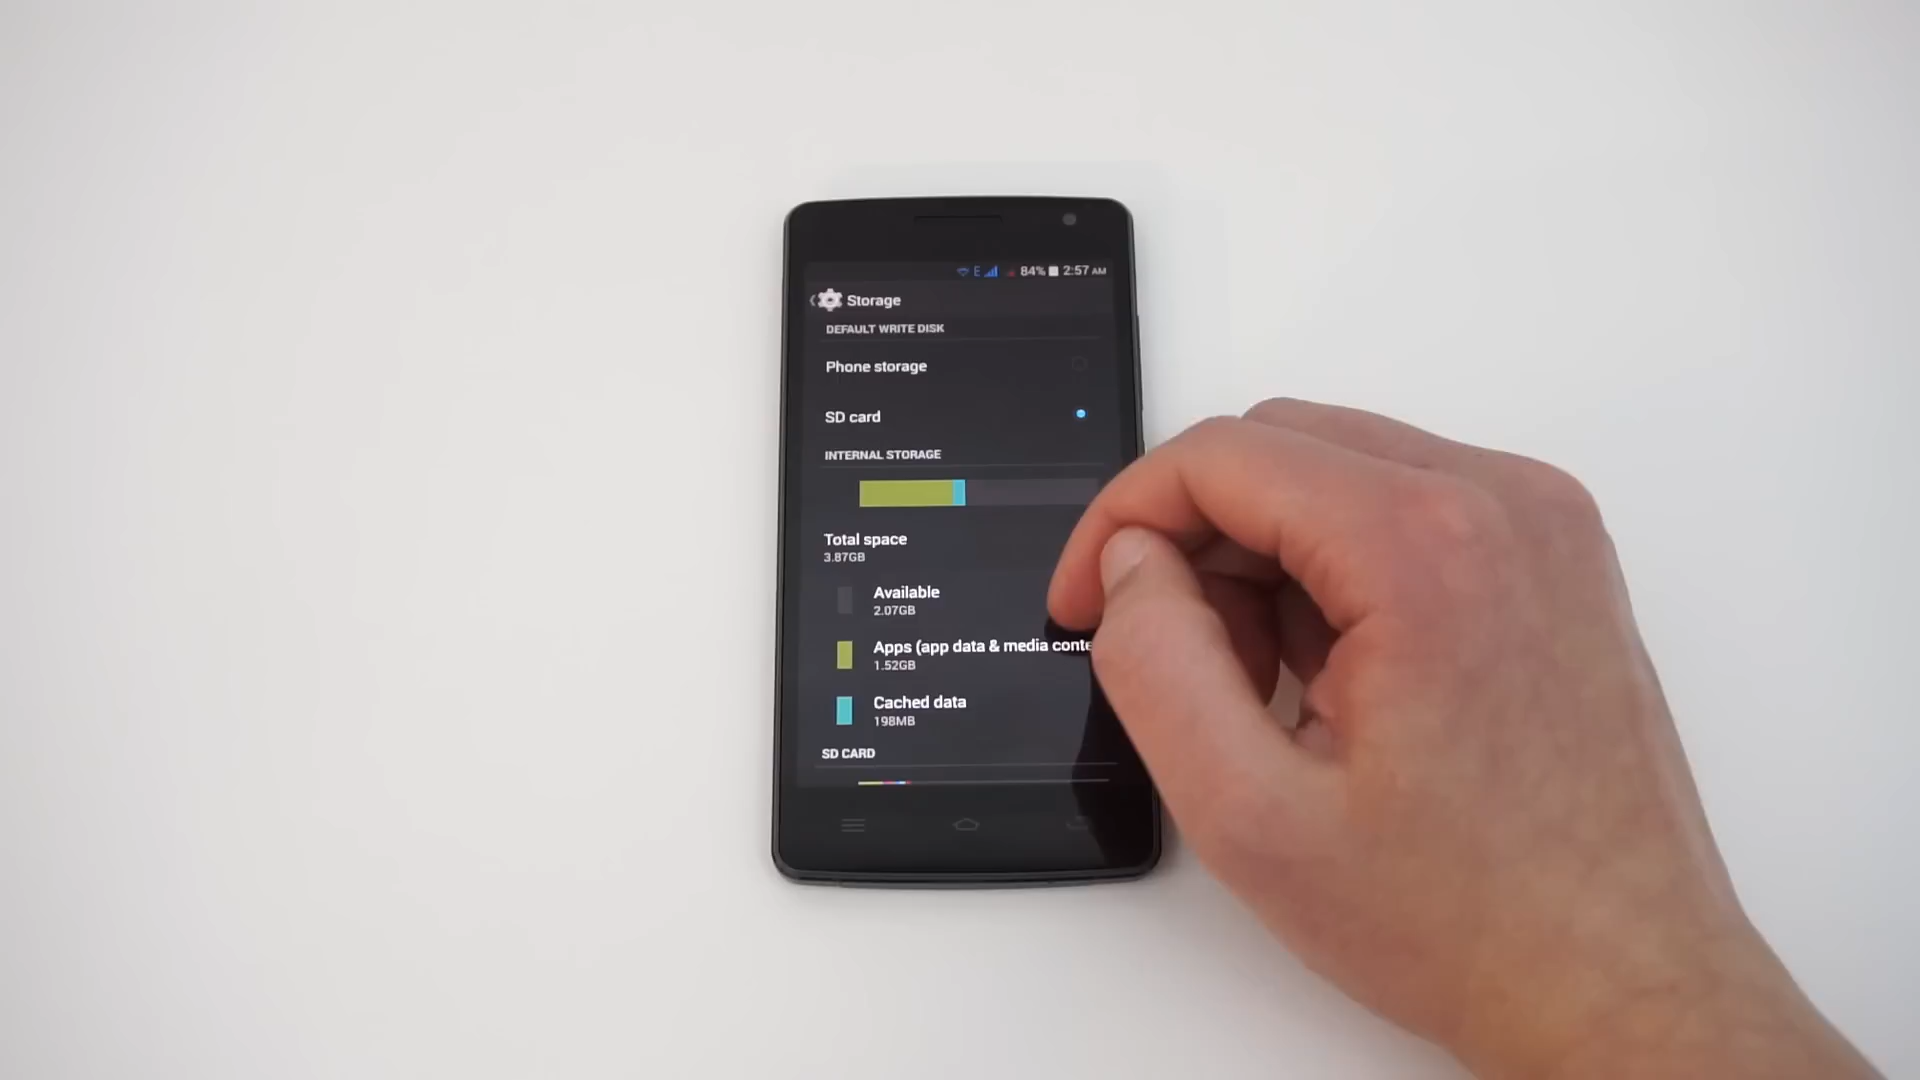 E 84% 2:57 AM
Storage
DEFAULT WRITE DISK
Phone storage
SD card
INTERNAL STORAGE
Total space
3.87GB
Available
2.07GB
Apps (app data & media conte
1.52GB
Cached data
198MB
SD CARD